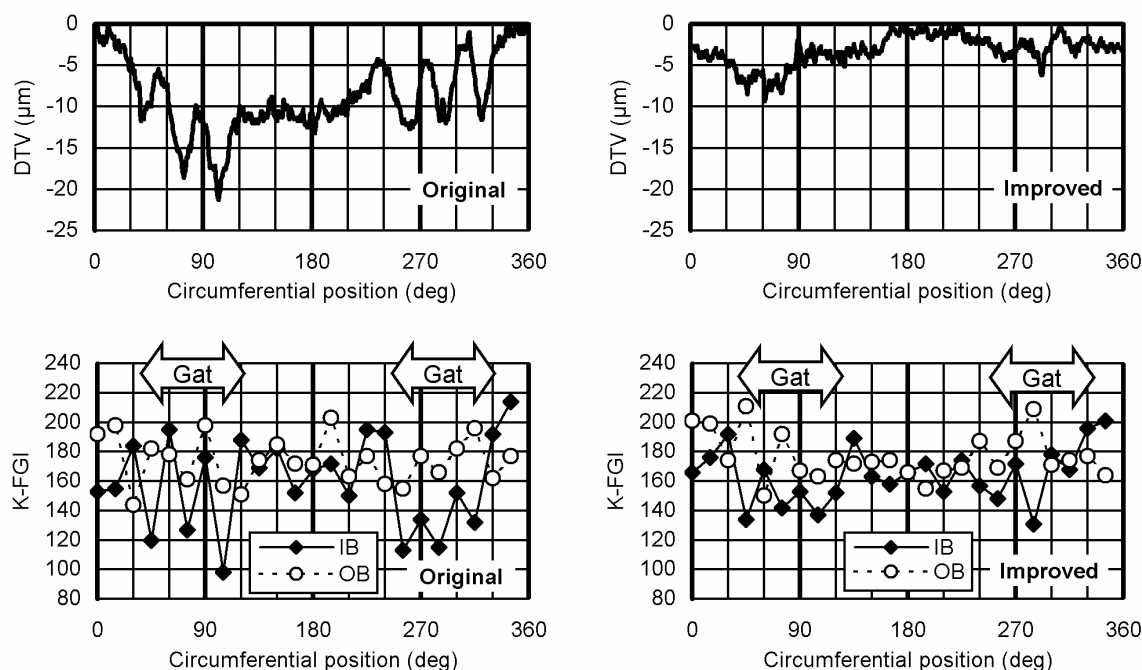 0
-5
-10
-15
-20
-25
DTV (µm)
Original
0 90 180 270 360
Circumferential position (deg)
0
-5
-10
-15
-20
-25
DTV (µm)
Improved
0 90 180 270 360
Circumferential position (deg)
240
220
200
180
160
140
120
100
80
K-FGI
Gat
Gat
IB
OB
Original
0 90 180 270 360
Circumferential position (deg)
240
220
200
180
160
140
120
100
80
K-FGI
Gat
Gat
IB
OB
Improved
0 90 180 270 360
Circumferential position (deg)